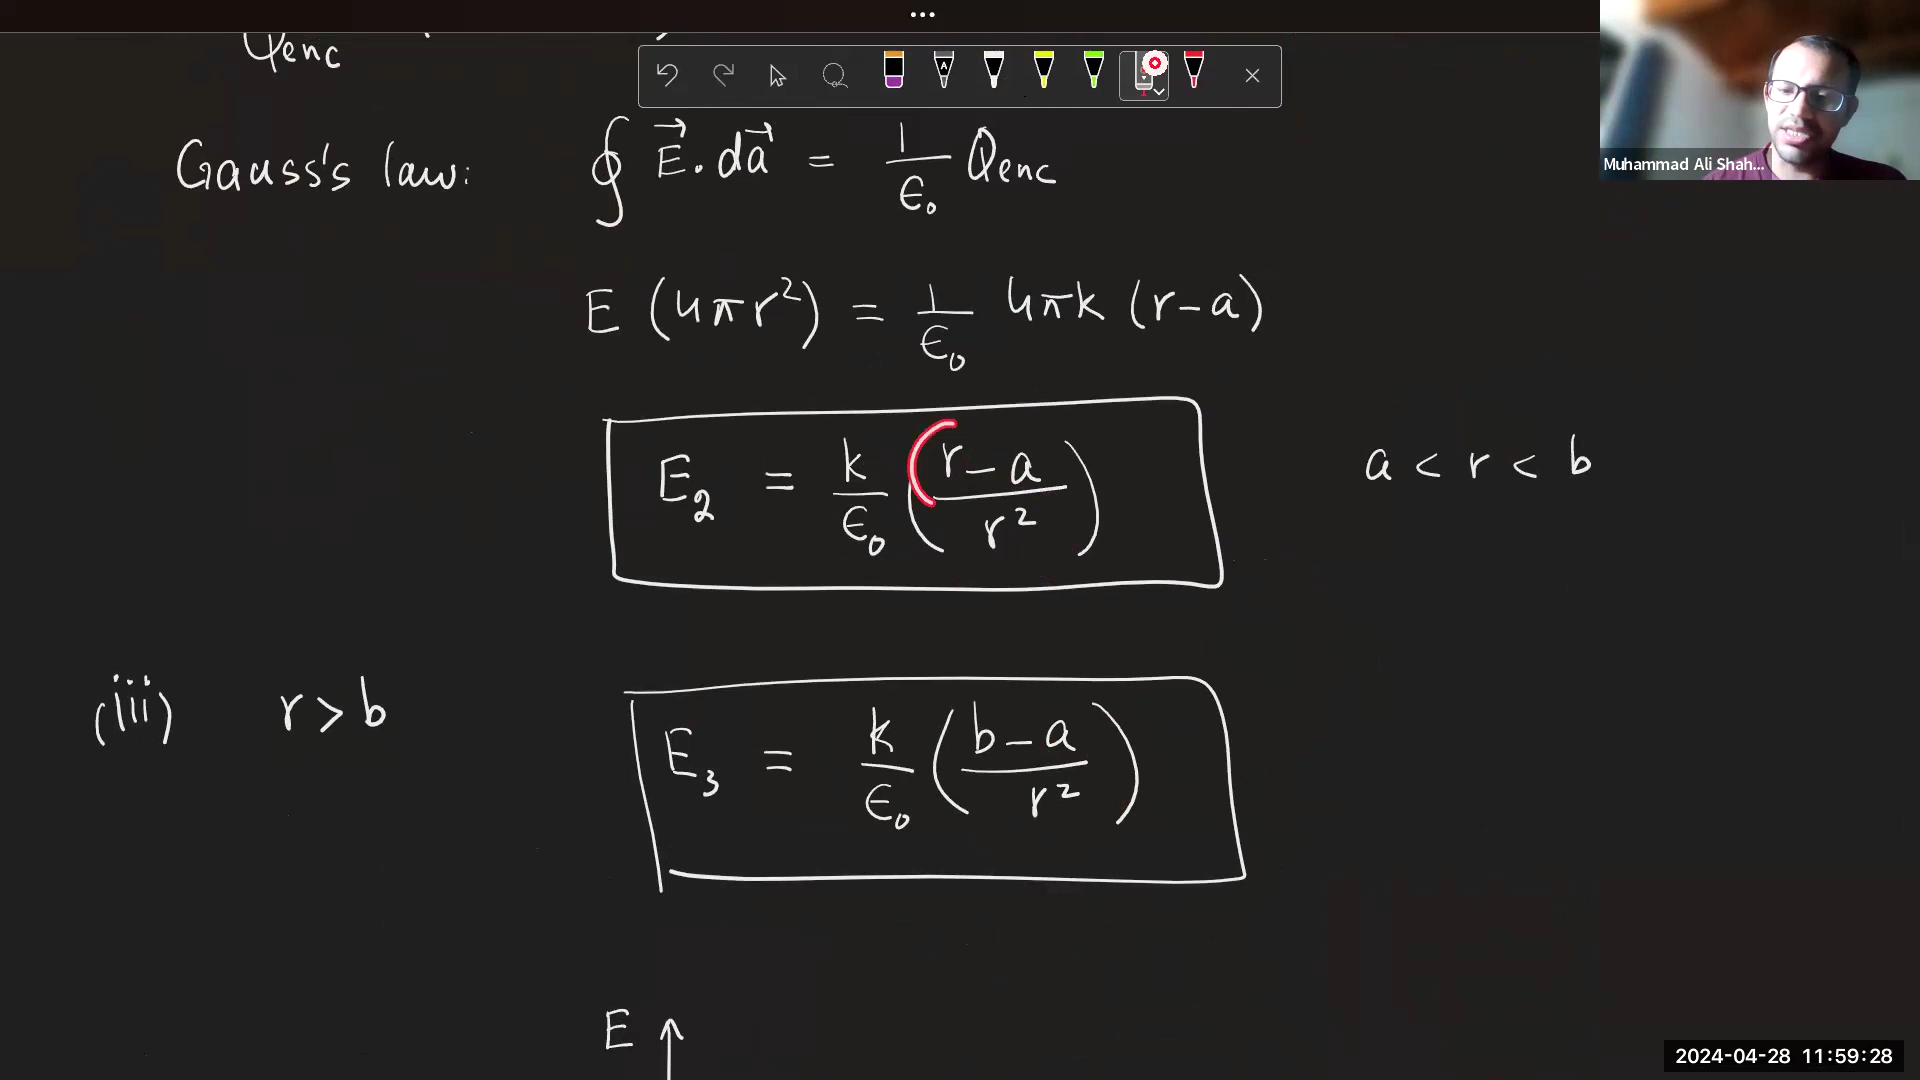 ...
Qenc
Muhammad Ali Shah...
Gauss's law: ∮ E⃗ . da⃗ = 1/ϵ₀ Qenc
E (4πr²) = 1/ϵ₀ 4πk (r-a)
E₂ = k/ϵ₀ (r-a/r²) a < r < b
(iii) r > b E₃ = k/ϵ₀ (b-a/r²)
E
2024-04-28 11:59:28